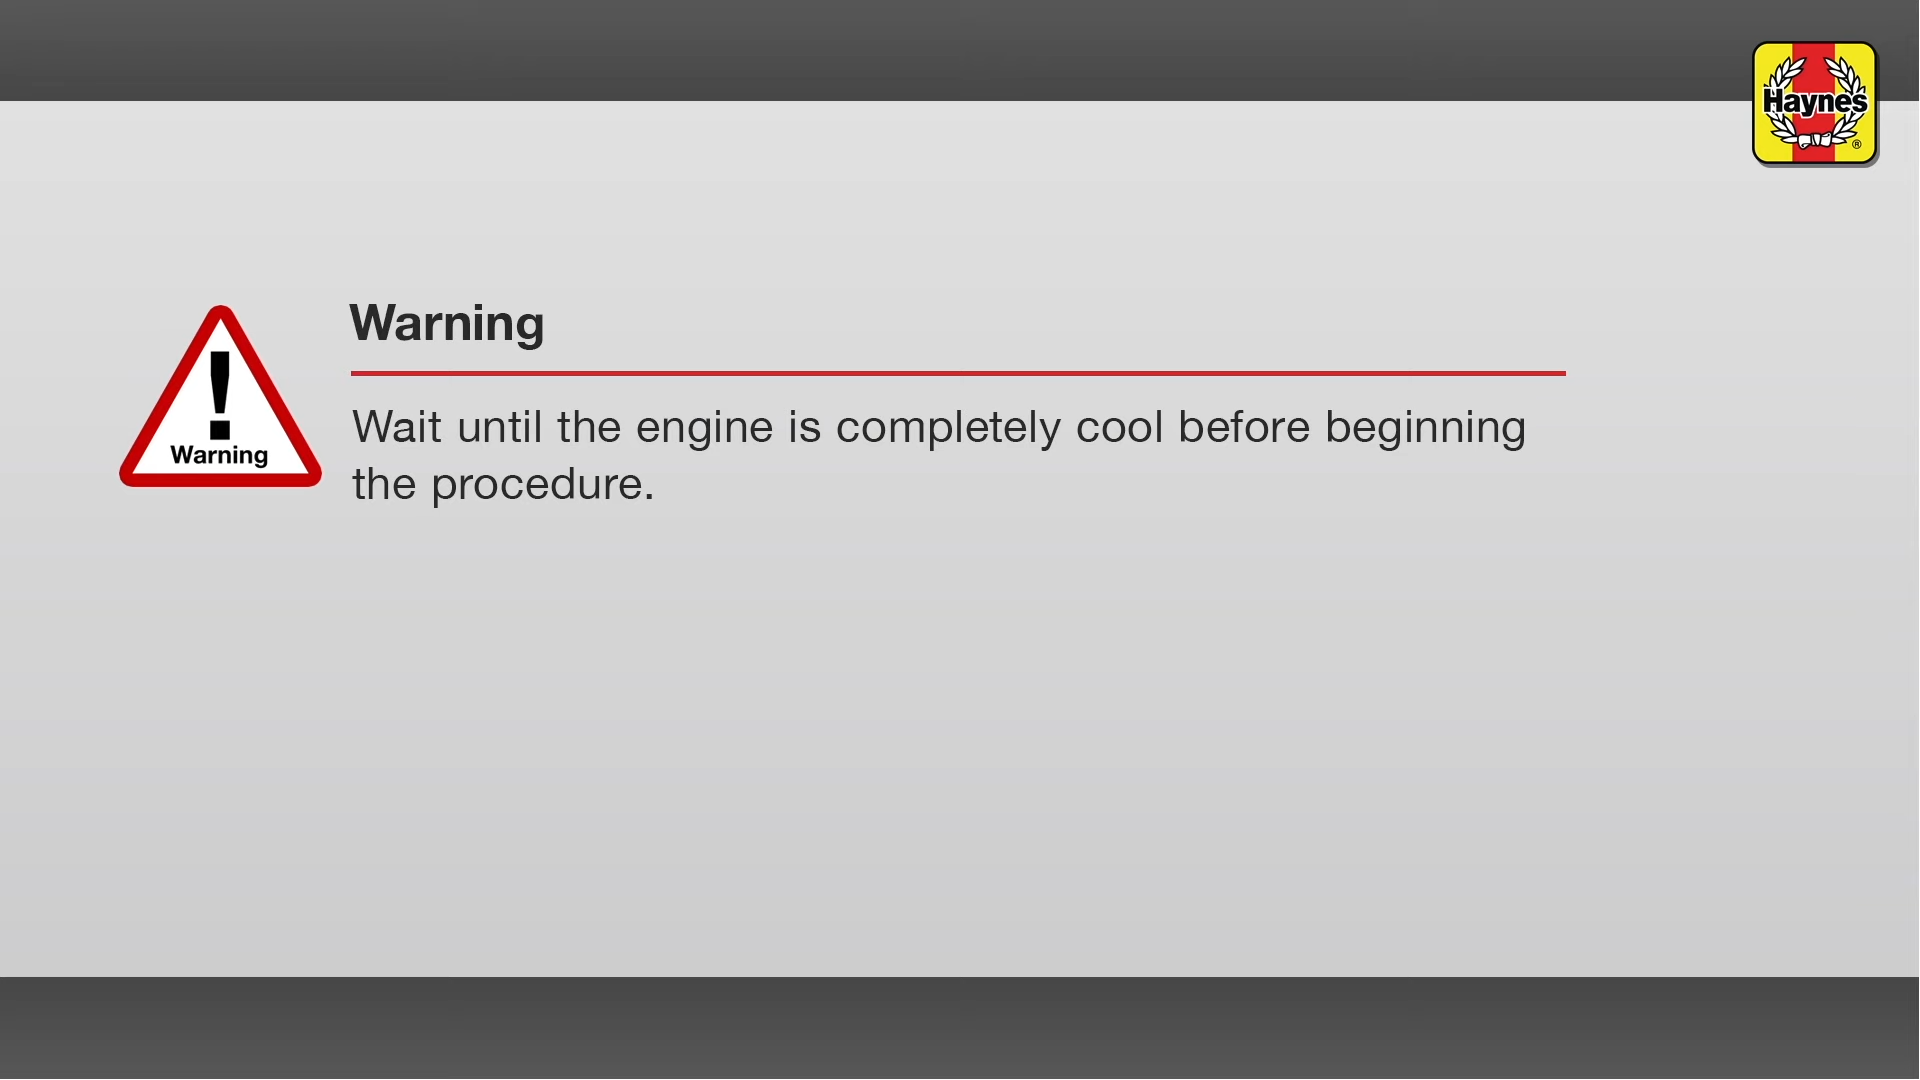 Haynes
®
Warning
Warning
Wait until the engine is completely cool before beginning
the procedure.